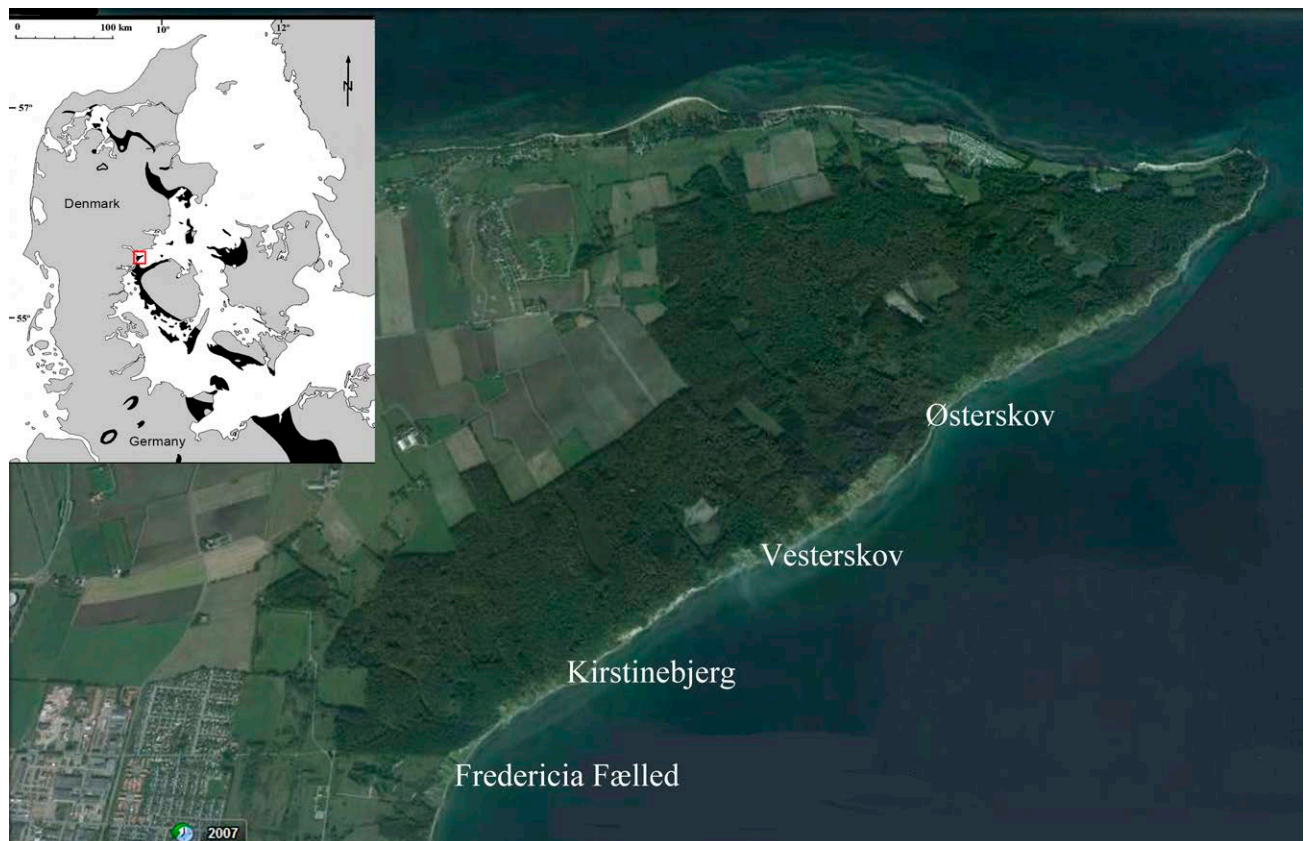 0 100 km 10° 12°
N
57°
Denmark
55°
Germany
Østerskov
Vesterskov
Kirstinebjerg
Fredericia Fælled
2007